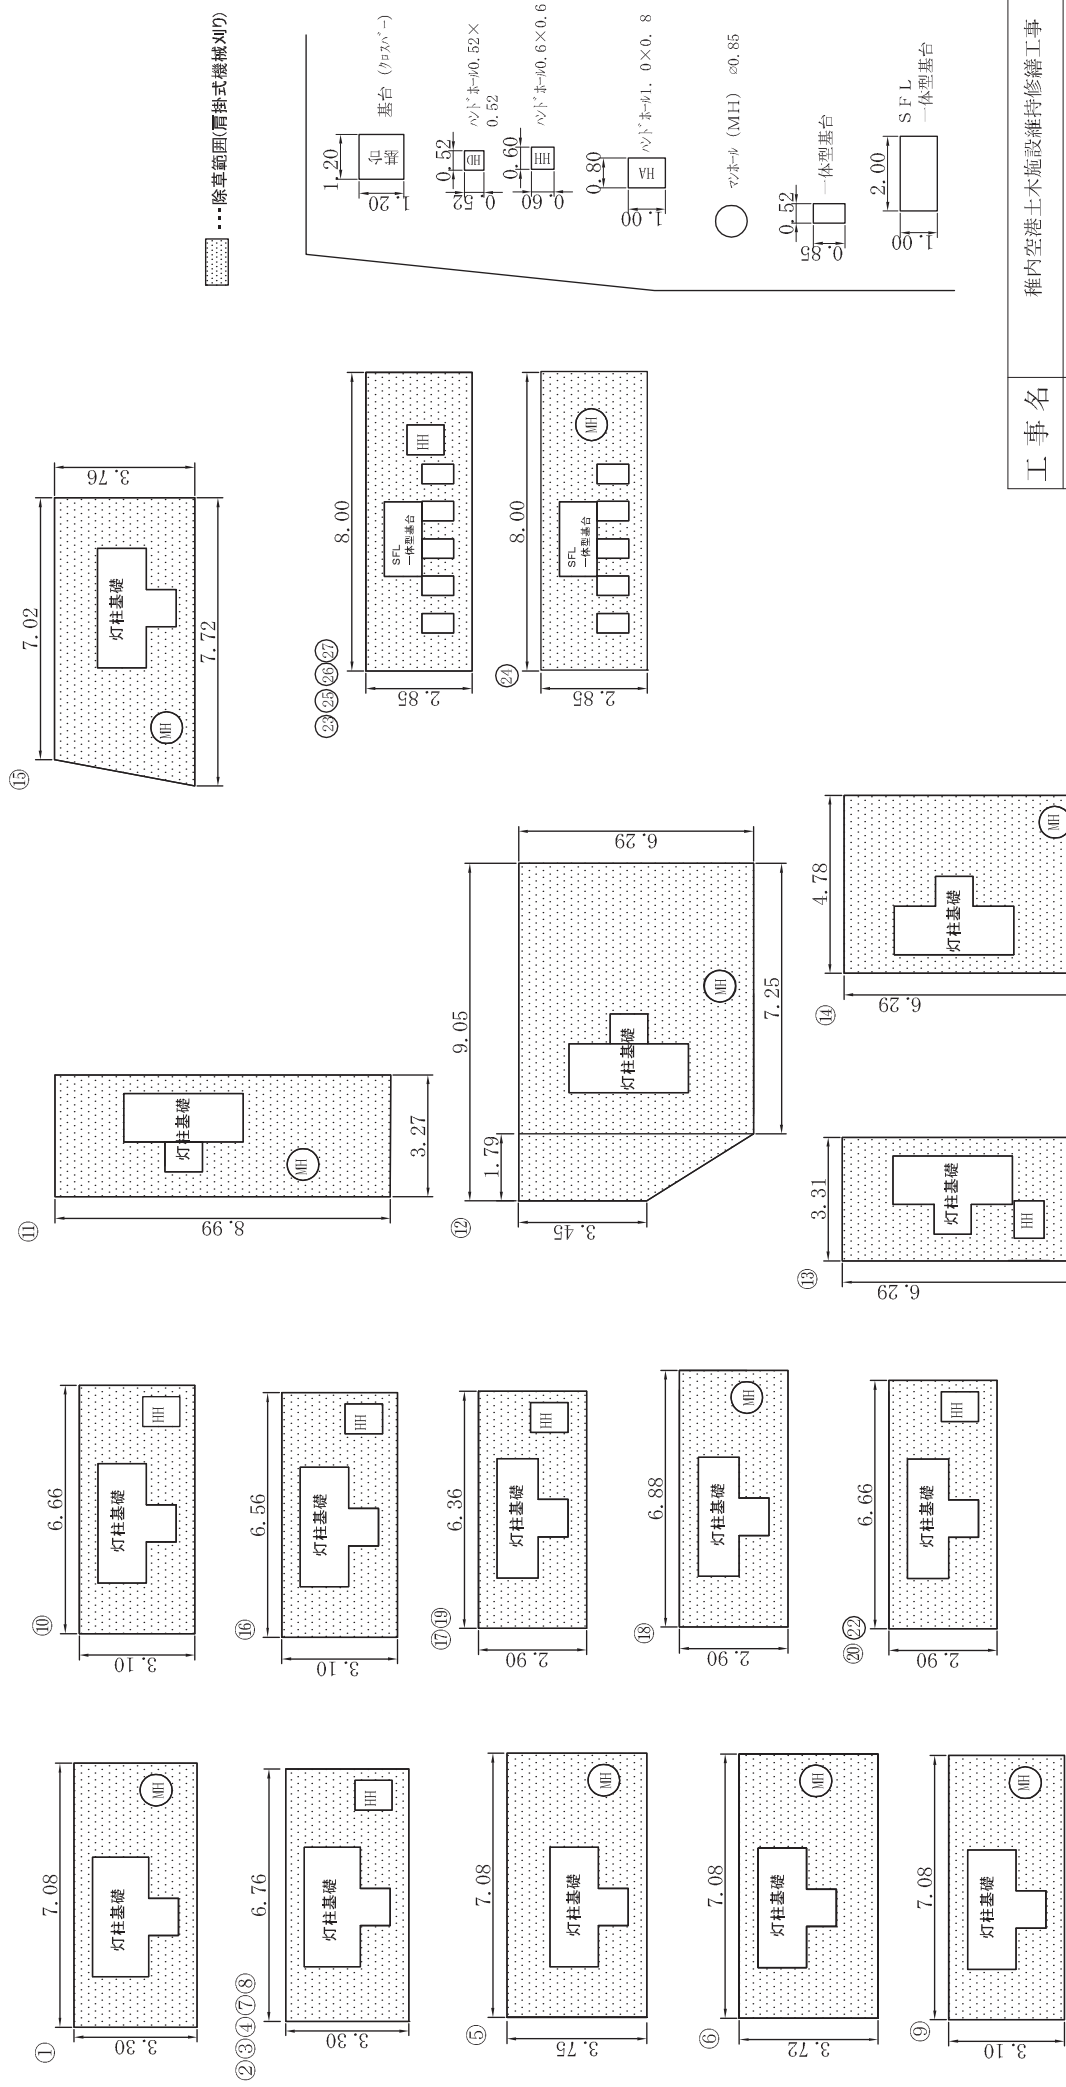 ①
7.08
3.30
灯柱基礎
MH
②③④⑦⑧
6.76
3.30
灯柱基礎
HH
⑤
7.08
3.75
灯柱基礎
MH
⑥
7.08
3.72
灯柱基礎
MH
⑨
7.08
3.10
灯柱基礎
MH
⑩
6.66
3.10
灯柱基礎
HH
⑯
6.56
3.10
灯柱基礎
HH
⑰⑲
6.36
2.90
灯柱基礎
HH
⑱
6.88
2.90
灯柱基礎
MH
⑳㉒
6.66
2.90
灯柱基礎
HH
⑪
8.99
3.27
灯柱基礎
MH
⑫
9.05
1.79
3.45
6.29
7.25
灯柱基礎
MH
⑬
3.31
6.29
灯柱基礎
HH
⑭
4.78
6.29
灯柱基礎
MH
⑮
7.02
3.76
7.72
灯柱基礎
MH
㉓㉕㉖㉗
8.00
2.85
SFL
一体型基台
HH
㉔
8.00
2.85
SFL
一体型基台
MH
･･･除草範囲(肩掛式機械刈り)
1.20
1.20
基台
基台 (クロスバー)
0.52
0.52
HD
ハンドホール0.52×
0.52
0.60
0.60
HH
ハンドホール0.6×0.6
0.80
1.00
HA
ハンドホール1.0×0.8
マンホール (MH) ⌀0.85
0.52
0.85
一体型基台
2.00
1.00
SFL
一体型基台
工事名
稚内空港土木施設維持修繕工事